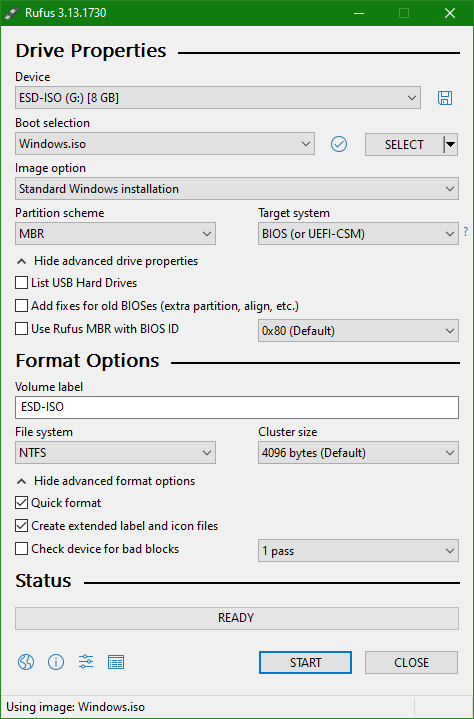 Rufus 3.13.1730
Drive Properties
Device
ESD-ISO (G:) [8 GB]
Boot selection
Windows.iso
SELECT
Image option
Standard Windows installation
Partition scheme
Target system
MBR
BIOS (or UEFI-CSM)
?
Hide advanced drive properties
List USB Hard Drives
Add fixes for old BIOSes (extra partition, align, etc.)
Use Rufus MBR with BIOS ID
0x80 (Default)
Format Options
Volume label
ESD-ISO
File system
Cluster size
NTFS
4096 bytes (Default)
Hide advanced format options
Quick format
Create extended label and icon files
Check device for bad blocks
1 pass
Status
READY
START
CLOSE
Using image: Windows.iso